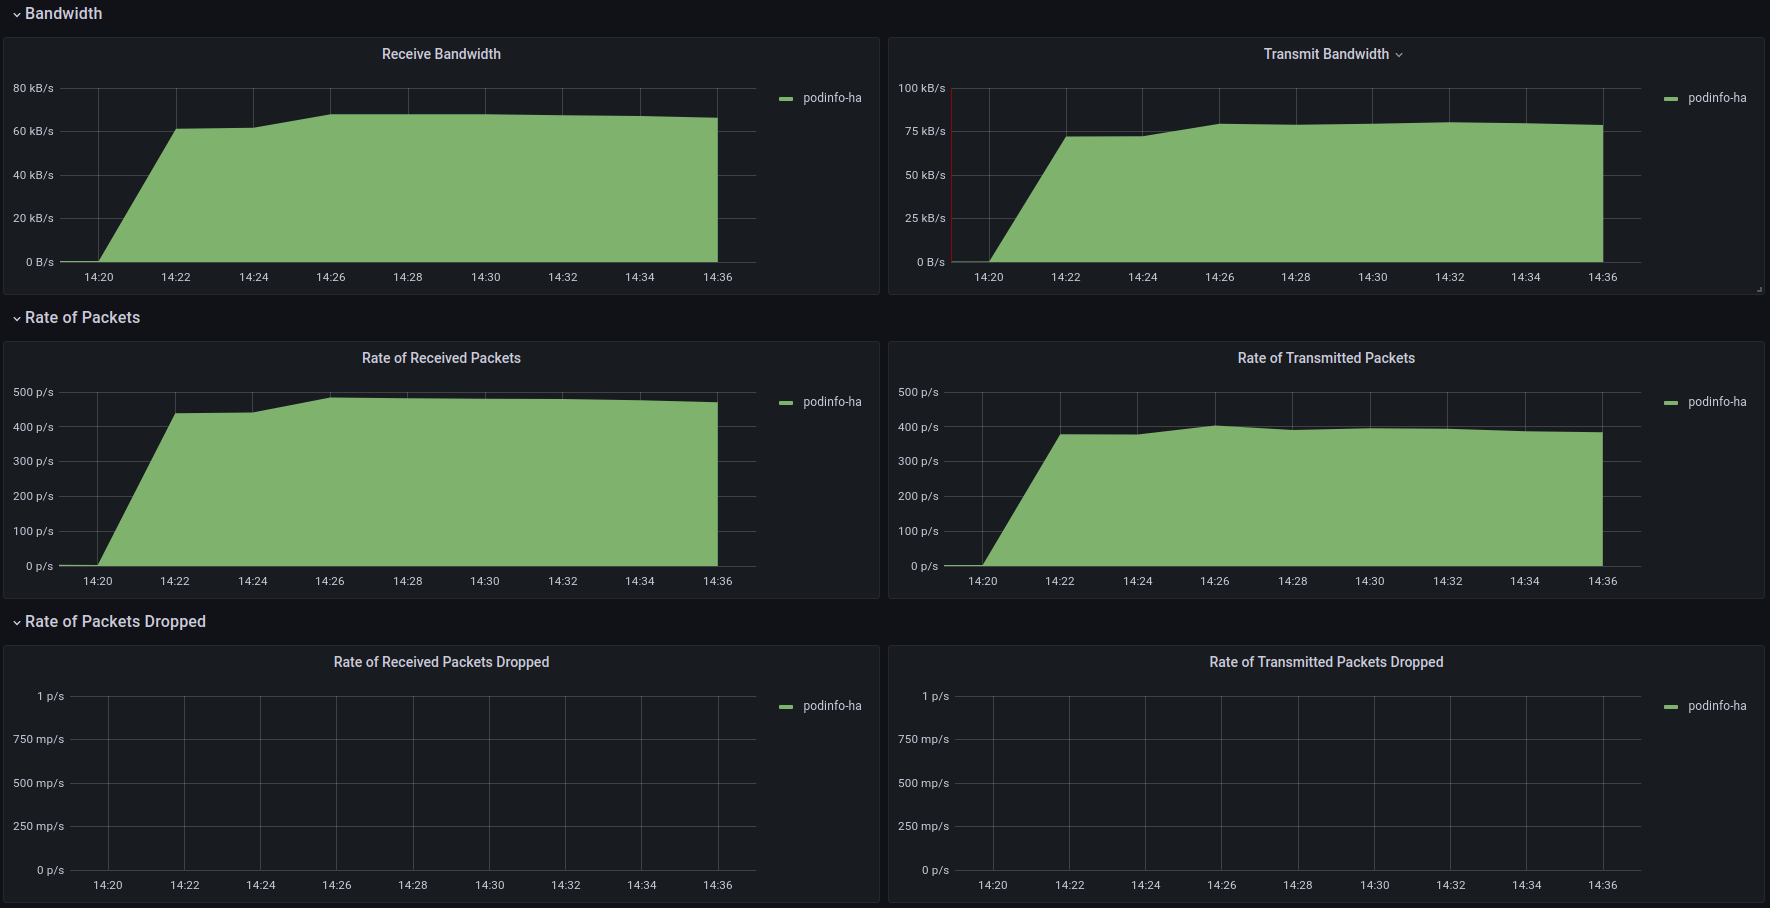 Bandwidth
Receive Bandwidth
80 kB/s
60 kB/s
40 kB/s
20 kB/s
0 B/s
14:20 14:22 14:24 14:26 14:28 14:30 14:32 14:34 14:36
podinfo-ha
Transmit Bandwidth
100 kB/s
75 kB/s
50 kB/s
25 kB/s
0 B/s
14:20 14:22 14:24 14:26 14:28 14:30 14:32 14:34 14:36
podinfo-ha
Rate of Packets
Rate of Received Packets
500 p/s
400 p/s
300 p/s
200 p/s
100 p/s
0 p/s
14:20 14:22 14:24 14:26 14:28 14:30 14:32 14:34 14:36
podinfo-ha
Rate of Transmitted Packets
500 p/s
400 p/s
300 p/s
200 p/s
100 p/s
0 p/s
14:20 14:22 14:24 14:26 14:28 14:30 14:32 14:34 14:36
podinfo-ha
Rate of Packets Dropped
Rate of Received Packets Dropped
1 p/s
750 mp/s
500 mp/s
250 mp/s
0 p/s
14:20 14:22 14:24 14:26 14:28 14:30 14:32 14:34 14:36
podinfo-ha
Rate of Transmitted Packets Dropped
1 p/s
750 mp/s
500 mp/s
250 mp/s
0 p/s
14:20 14:22 14:24 14:26 14:28 14:30 14:32 14:34 14:36
podinfo-ha